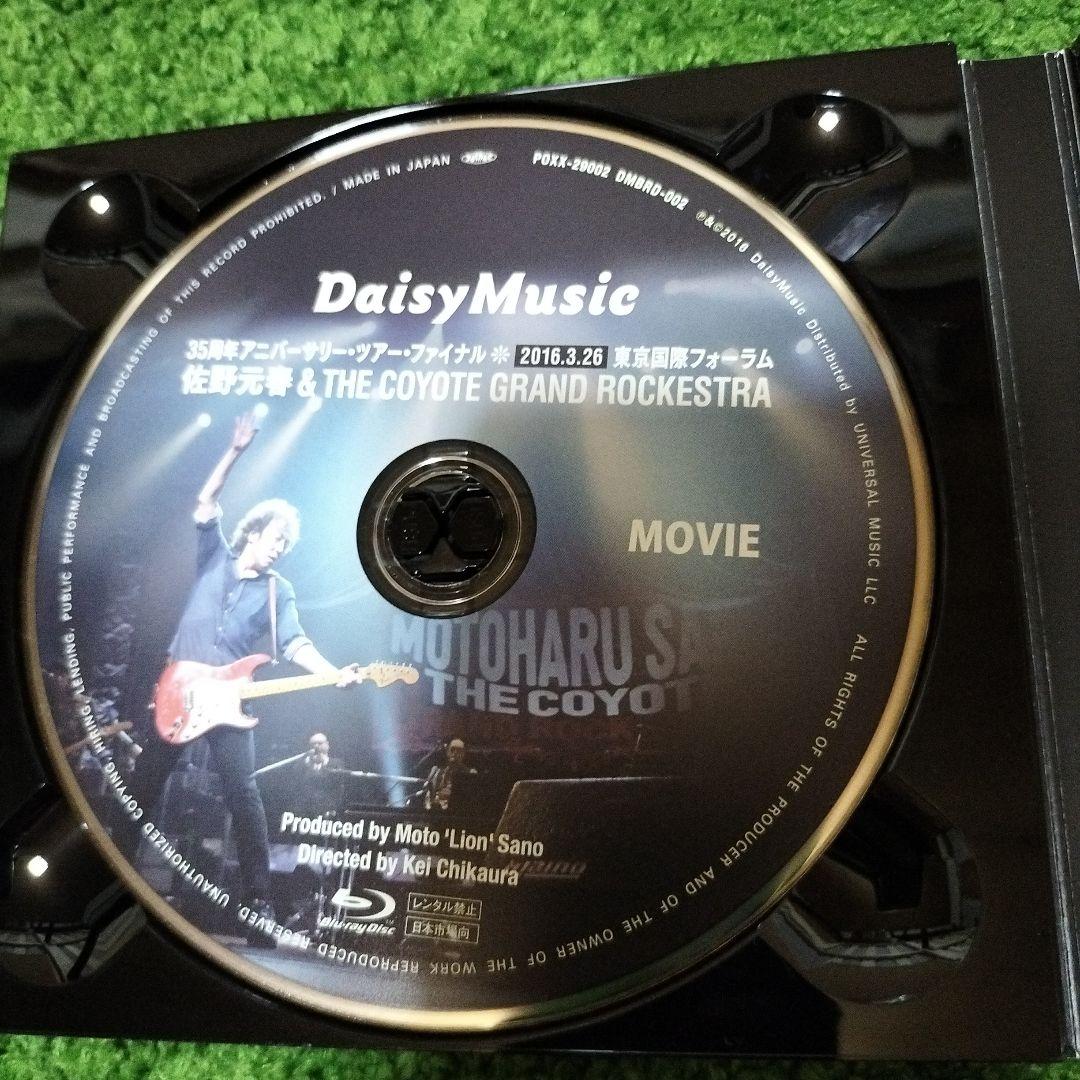 DaisyMusic
35周年アニバーサリー・ツアー・ファイナル ※ 2016.3.26 東京国際フォーラム
佐野元春 & THE COYOTE GRAND ROCKESTRA
MOVIE
MOTOHARU SA
THE COYOT
Produced by Moto 'Lion' Sano
Directed by Kei Chikaura
Blu-ray Disc
レンタル禁止
日本市場向
POXX-29002 DMBRD-002 ℗&©2016 DaisyMusic Distributed by UNIVERSAL MUSIC LLC
ALL RIGHTS OF THE PRODUCER AND OF THE OWNER OF THE WORK REPRODUCED RESERVED. UNAUTHORIZED COPYING, HIRING, LENDING, PUBLIC PERFORMANCE AND BROADCASTING OF THIS RECORD PROHIBITED. / MADE IN JAPAN